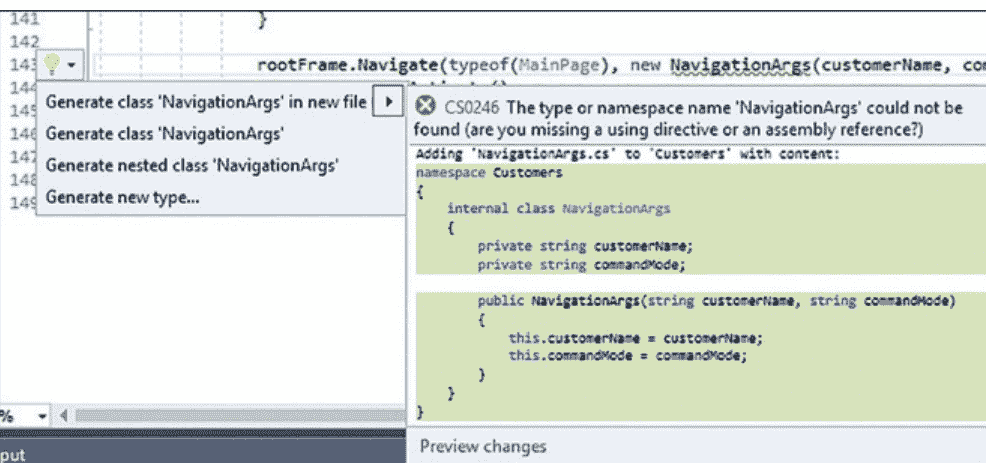 141 }
142
143 rootFrame.Navigate(typeof(MainPage), new NavigationArgs(customerName, com
144
Generate class 'NavigationArgs' in new file
145
Generate class 'NavigationArgs'
146
Generate nested class 'NavigationArgs'
147
148
Generate new type...
149
CS0246 The type or namespace name 'NavigationArgs' could not be
found (are you missing a using directive or an assembly reference?)
Adding 'NavigationArgs.cs' to 'Customers' with content:
namespace Customers
{
internal class NavigationArgs
{
private string customerName;
private string commandMode;
public NavigationArgs(string customerName, string commandMode)
{
this.customerName = customerName;
this.commandMode = commandMode;
}
}
}
Preview changes
%
put